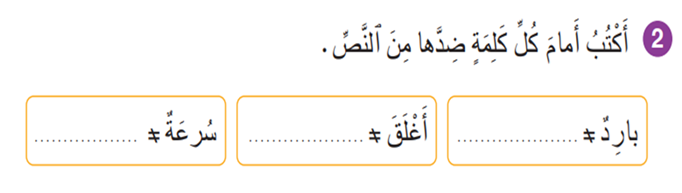 2 أَكْتُبُ أَمامَ كُلِّ كَلِمَةٍ ضِدَّها مِنَ ٱلنَّصِّ .
بارِدٌ ≠ .................... أَغْلَقَ ≠ .................... سُرعَةٌ ≠ ..................